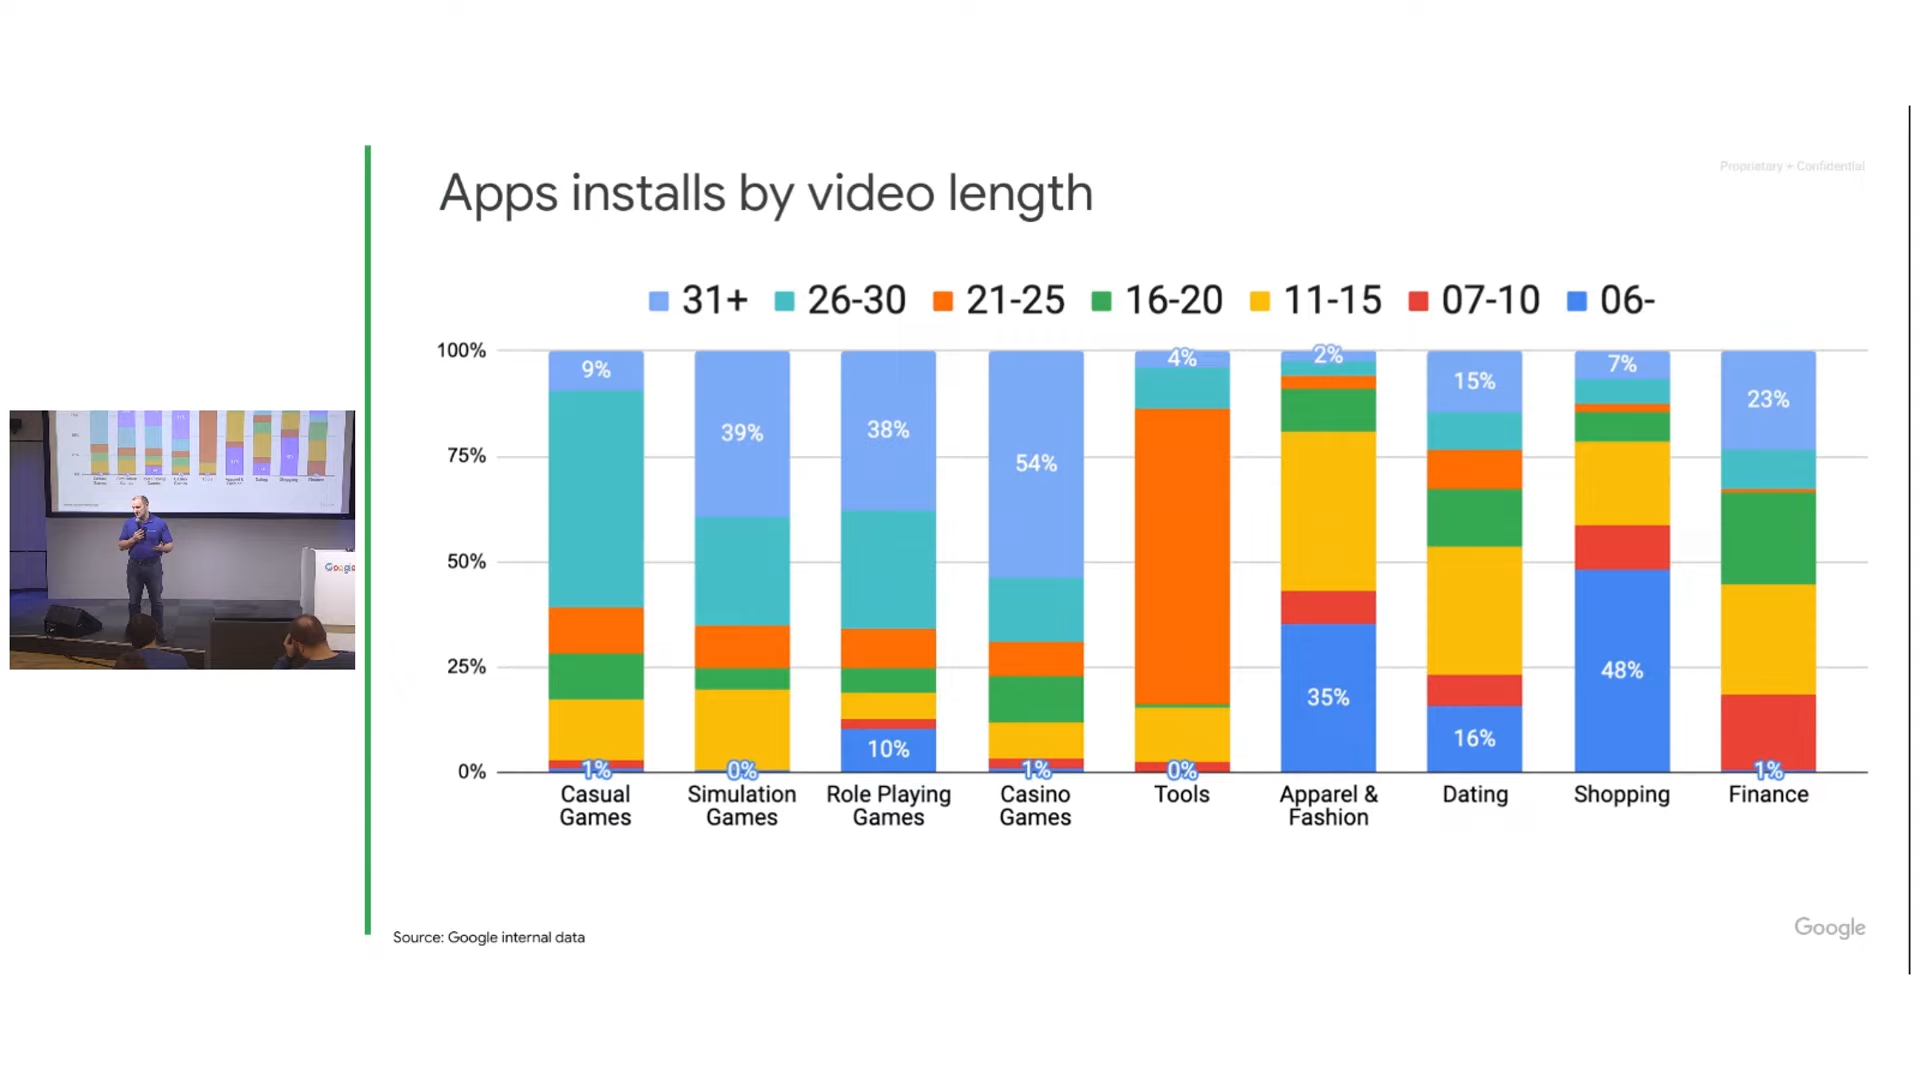 Proprietary + Confidential
Apps installs by video length
31+ 26-30 21-25 16-20 11-15 07-10 06-
100%
75%
50%
25%
0%
9%
1%
39%
0%
38%
10%
54%
1%
4%
0%
2%
35%
15%
16%
7%
48%
23%
1%
Casual
Games
Simulation
Games
Role Playing
Games
Casino
Games
Tools
Apparel &
Fashion
Dating
Shopping
Finance
Google
Source: Google internal data
Google